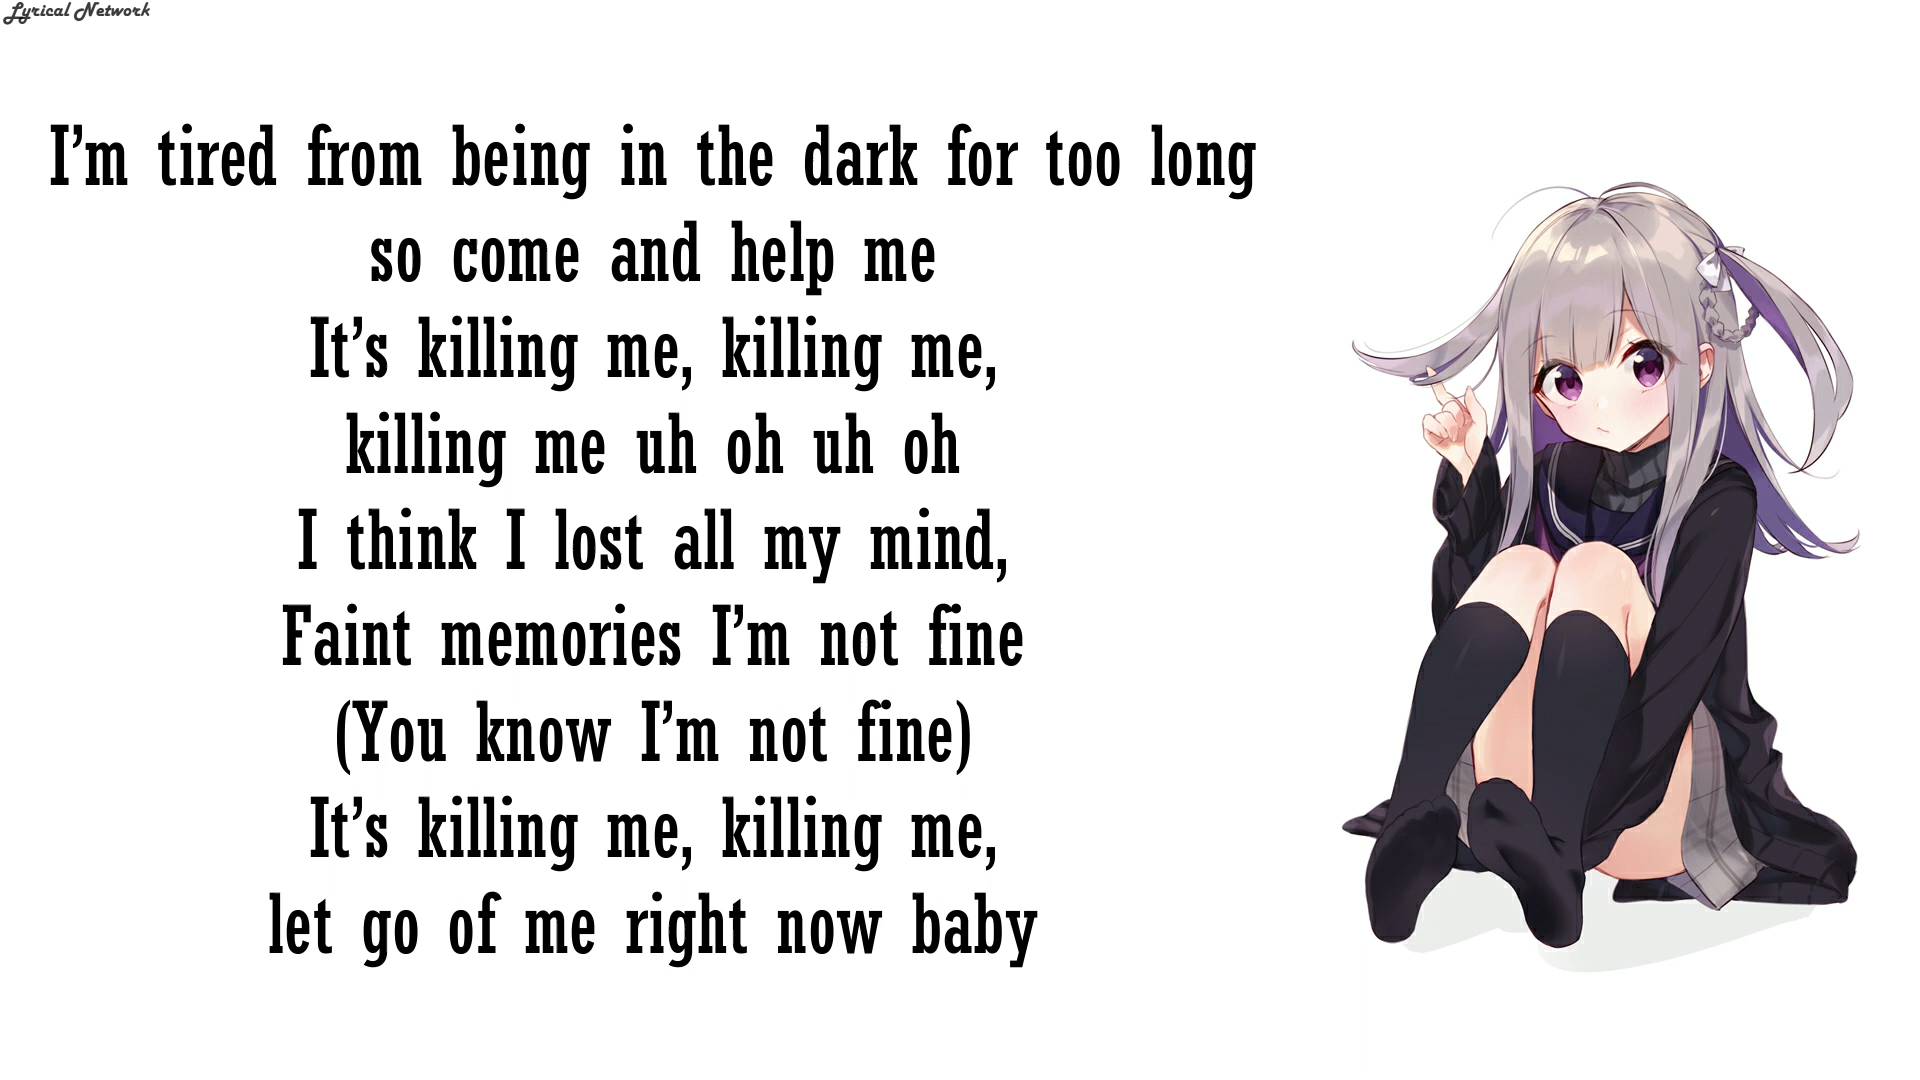 Lyrical Network
I’m tired from being in the dark for too long
so come and help me
It’s killing me, killing me,
killing me uh oh uh oh
I think I lost all my mind,
Faint memories I’m not fine
(You know I’m not fine)
It’s killing me, killing me,
let go of me right now baby